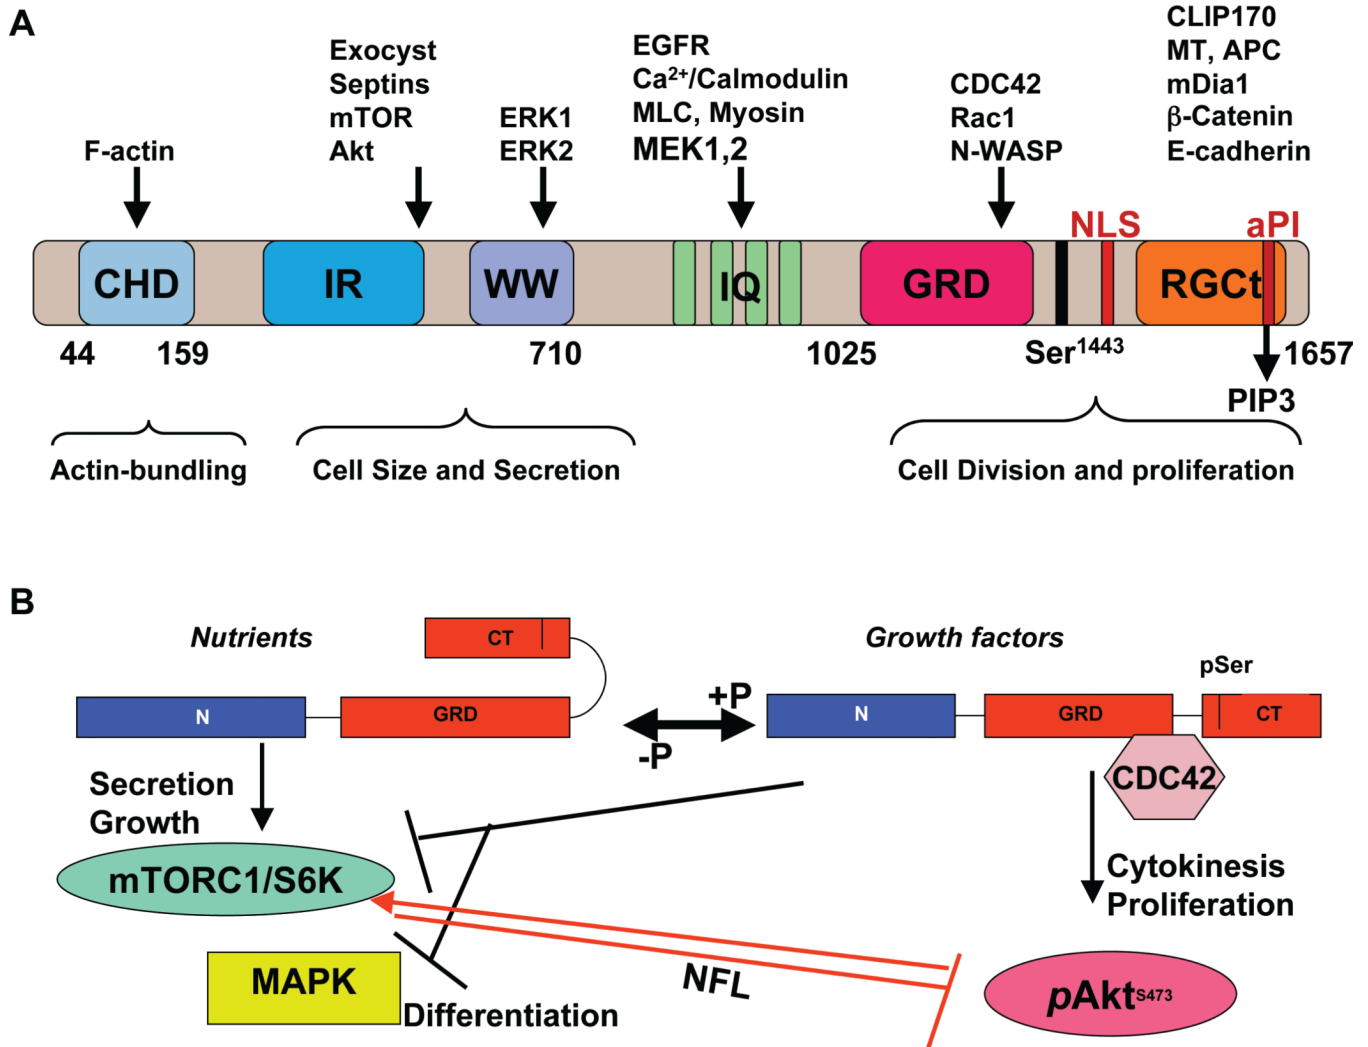 A
Exocyst
Septins
mTOR
Akt
F-actin
ERK1
ERK2
EGFR
Ca²⁺/Calmodulin
MLC, Myosin
MEK1,2
CDC42
Rac1
N-WASP
CLIP170
MT, APC
mDia1
β-Catenin
E-cadherin
NLS
aPI
CHD
IR
WW
IQ
GRD
RGCt
44
159
710
1025
Ser¹⁴⁴³
1657
PIP3
Actin-bundling
Cell Size and Secretion
Cell Division and proliferation
B
Nutrients
CT
N
GRD
+P
-P
Growth factors
pSer
N
GRD
CT
CDC42
Secretion
Growth
mTORC1/S6K
Cytokinesis
Proliferation
MAPK
Differentiation
NFL
pAktS473